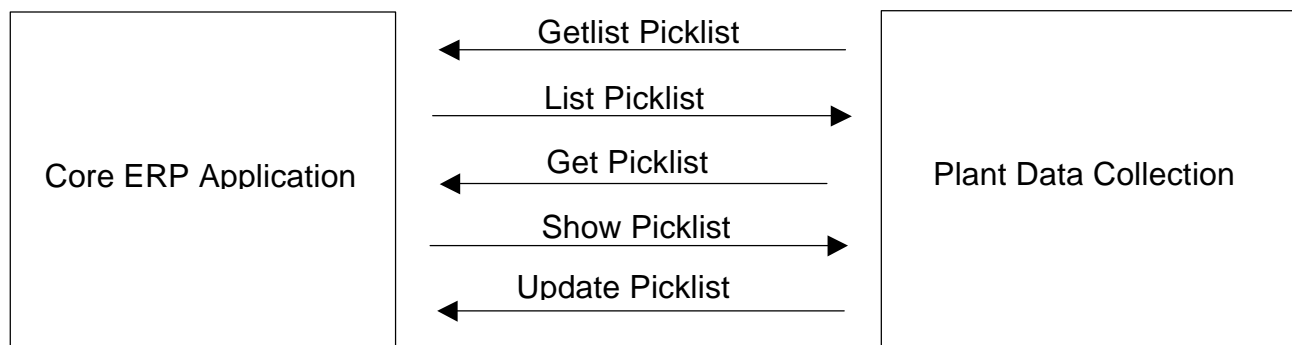 Getlist Picklist
List Picklist
Get Picklist
Core ERP Application
Plant Data Collection
Show Picklist
Update Picklist